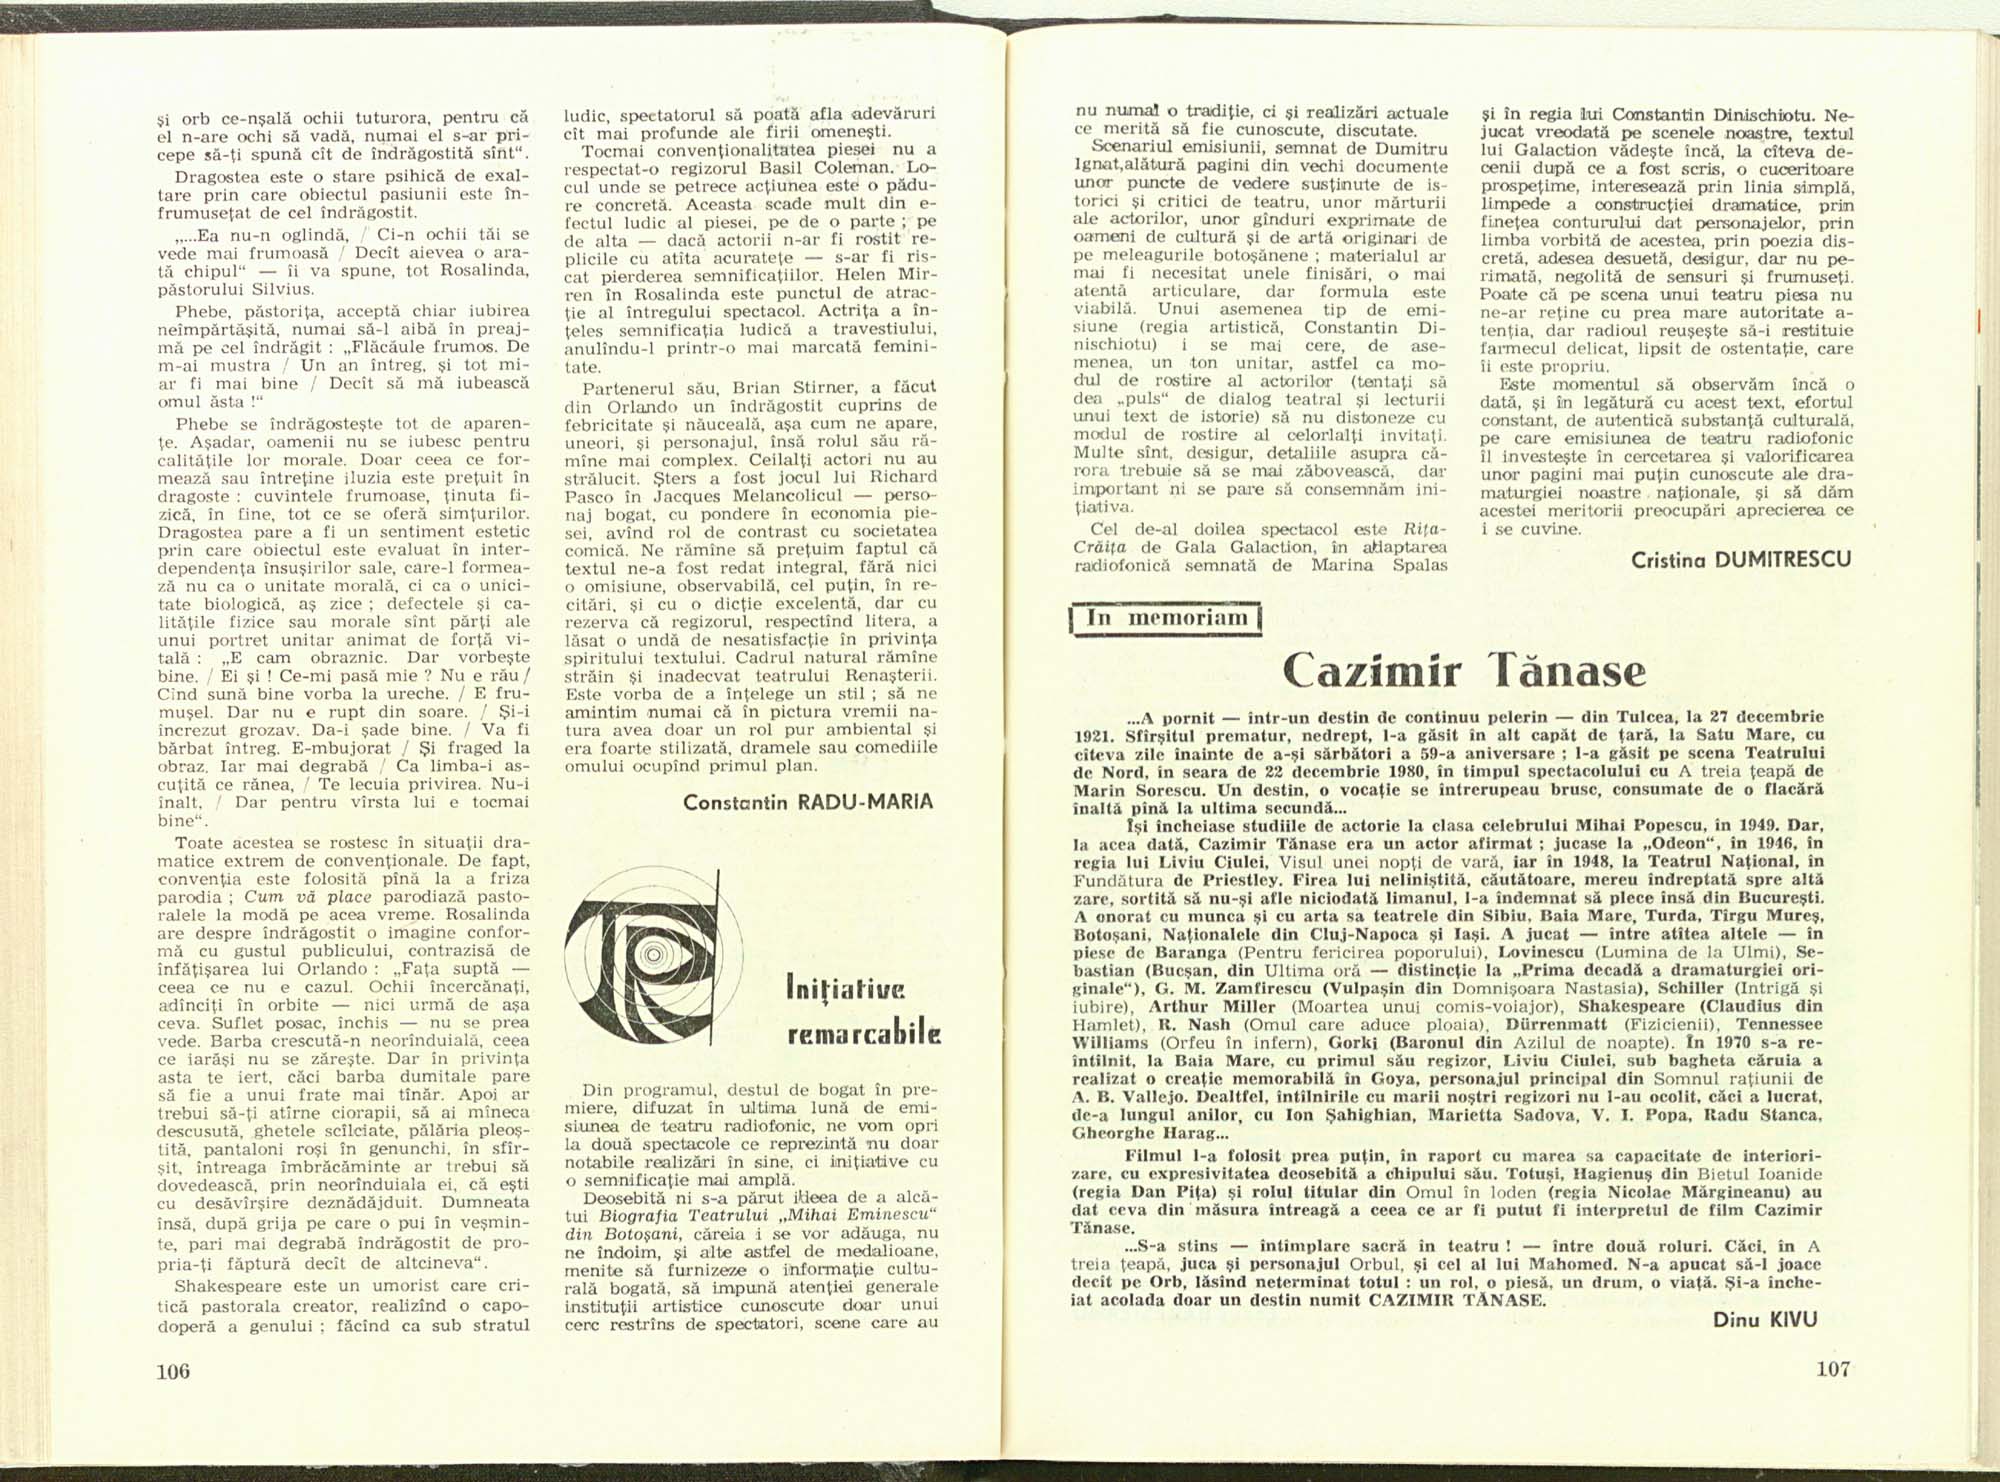 și orb ce-nșală ochii tuturora, pentru că
el n-are ochi să vadă, numai el s-ar pri-
cepe să-ți spună cît de îndrăgostită sînt“.
Dragostea este o stare psihică de exal-
tare prin care obiectul pasiunii este în-
frumusețat de cel îndrăgostit.
„...Ea nu-n oglindă, / Ci-n ochii tăi se
vede mai frumoasă / Decît aievea o ara-
tă chipul“ — îi va spune, tot Rosalinda,
păstorului Silvius.
Phebe, păstorița, acceptă chiar iubirea
neîmpărtășită, numai să-l aibă în preaj-
mă pe cel îndrăgit : „Flăcăule frumos. De
m-ai mustra / Un an întreg, și tot mi-
ar fi mai bine / Decît să mă iubească
omul ăsta !“
Phebe se îndrăgostește tot de aparen-
țe. Așadar, oamenii nu se iubesc pentru
calitățile lor morale. Doar ceea ce for-
mează sau întreține iluzia este prețuit în
dragoste : cuvintele frumoase, ținuta fi-
zică, în fine, tot ce se oferă simțurilor.
Dragostea pare a fi un sentiment estetic
prin care obiectul este evaluat în inter-
dependența însușirilor sale, care-l formea-
ză nu ca o unitate morală, ci ca o unici-
tate biologică, aș zice ; defectele și ca-
litățile fizice sau morale sînt părți ale
unui portret unitar animat de forță vi-
tală : „E cam obraznic. Dar vorbește
bine. / Ei și ! Ce-mi pasă mie ? Nu e rău /
Cînd sună bine vorba la ureche. / E fru-
mușel. Dar nu e rupt din soare. / Și-i
încrezut grozav. Da-i șade bine. / Va fi
bărbat întreg. E-mbujorat / Și fraged la
obraz. Iar mai degrabă / Ca limba-i as-
cuțită ce rănea, / Te lecuia privirea. Nu-i
înalt, / Dar pentru vîrsta lui e tocmai
bine“.
Toate acestea se rostesc în situații dra-
matice extrem de convenționale. De fapt,
convenția este folosită pînă la a friza
parodia ; Cum vă place parodiază pasto-
ralele la modă pe acea vreme. Rosalinda
are despre îndrăgostit o imagine confor-
mă cu gustul publicului, contrazisă de
înfățișarea lui Orlando : „Fața suptă —
ceea ce nu e cazul. Ochii încercănați,
adînciți în orbite — nici urmă de așa
ceva. Suflet posac, închis — nu se prea
vede. Barba crescută-n neorînduială, ceea
ce iarăși nu se zărește. Dar în privința
asta te iert, căci barba dumitale pare
să fie a unui frate mai tînăr. Apoi ar
trebui să-ți atîrne ciorapii, să ai mîneca
descusută, ghetele scîlciate, pălăria pleoș-
tită, pantaloni roși în genunchi, în sfîr-
șit, întreaga îmbrăcăminte ar trebui să
dovedească, prin neorînduiala ei, că ești
cu desăvîrșire deznădăjduit. Dumneata
însă, după grija pe care o pui în veșmin-
te, pari mai degrabă îndrăgostit de pro-
pria-ți făptură decît de altcineva“.
Shakespeare este un umorist care cri-
tică pastorala creator, realizînd o capo-
doperă a genului ; făcînd ca sub stratul
106
ludic, spectatorul să poată afla adevăruri
cît mai profunde ale firii omenești.
Tocmai convenționalitatea piesei nu a
respectat-o regizorul Basil Coleman. Lo-
cul unde se petrece acțiunea este o pădu-
re concretă. Aceasta scade mult din e-
fectul ludic al piesei, pe de o parte ; pe
de alta — dacă actorii n-ar fi rostit re-
plicile cu atîta acuratețe — s-ar fi ris-
cat pierderea semnificațiilor. Helen Mir-
ren în Rosalinda este punctul de atrac-
ție al întregului spectacol. Actrița a în-
țeles semnificația ludică a travestiului,
anulîndu-l printr-o mai marcată femini-
tate.
Partenerul său, Brian Stirner, a făcut
din Orlando un îndrăgostit cuprins de
febricitate și năuceală, așa cum ne apare,
uneori, și personajul, însă rolul său ră-
mîne mai complex. Ceilalți actori nu au
strălucit. Șters a fost jocul lui Richard
Pasco în Jacques Melancolicul — perso-
naj bogat, cu pondere în economia pie-
sei, avînd rol de contrast cu societatea
comică. Ne rămîne să prețuim faptul că
textul ne-a fost redat integral, fără nici
o omisiune, observabilă, cel puțin, în re-
citări, și cu o dicție excelentă, dar cu
rezerva că regizorul, respectînd litera, a
lăsat o undă de nesatisfacție în privința
spiritului textului. Cadrul natural rămîne
străin și inadecvat teatrului Renașterii.
Este vorba de a înțelege un stil ; să ne
amintim numai că în pictura vremii na-
tura avea doar un rol pur ambiental și
era foarte stilizată, dramele sau comediile
omului ocupînd primul plan.
Constantin RADU-MARIA
Inițiative
remarcabile
Din programul, destul de bogat în pre-
miere, difuzat în ultima lună de emi-
siunea de teatru radiofonic, ne vom opri
la două spectacole ce reprezintă nu doar
notabile realizări în sine, ci inițiative cu
o semnificație mai amplă.
Deosebită ni s-a părut ideea de a alcă-
tui Biografia Teatrului „Mihai Eminescu“
din Botoșani, căreia i se vor adăuga, nu
ne îndoim, și alte astfel de medalioane,
menite să furnizeze o informație cultu-
rală bogată, să impună atenției generale
instituții artistice cunoscute doar unui
cerc restrîns de spectatori, scene care au
nu numai o tradiție, ci și realizări actuale
ce merită să fie cunoscute, discutate.
Scenariul emisiunii, semnat de Dumitru
Ignat,alătură pagini din vechi documente
unor puncte de vedere susținute de is-
torici și critici de teatru, unor mărturii
ale actorilor, unor gînduri exprimate de
oameni de cultură și de artă originari de
pe meleagurile botoșănene ; materialul ar
mai fi necesitat unele finisări, o mai
atentă articulare, dar formula este
viabilă. Unui asemenea tip de emi-
siune (regia artistică, Constantin Di-
nischiotu) i se mai cere, de ase-
menea, un ton unitar, astfel ca mo-
dul de rostire al actorilor (tentați să
dea „puls“ de dialog teatral și lecturii
unui text de istorie) să nu distoneze cu
modul de rostire al celorlalți invitați.
Multe sînt, desigur, detaliile asupra că-
rora trebuie să se mai zăbovească, dar
important ni se pare să consemnăm ini-
țiativa.
Cel de-al doilea spectacol este Rița-
Crăița de Gala Galaction, în adaptarea
radiofonică semnată de Marina Spalas
și în regia lui Constantin Dinischiotu. Ne-
jucat vreodată pe scenele noastre, textul
lui Galaction vădește încă, la cîteva de-
cenii după ce a fost scris, o cuceritoare
prospețime, interesează prin linia simplă,
limpede a construcției dramatice, prin
finețea conturului dat personajelor, prin
limba vorbită de acestea, prin poezia dis-
cretă, adesea desuetă, desigur, dar nu pe-
rimată, negolită de sensuri și frumuseți.
Poate că pe scena unui teatru piesa nu
ne-ar reține cu prea mare autoritate a-
tenția, dar radioul reușește să-i restituie
farmecul delicat, lipsit de ostentație, care
îi este propriu.
Este momentul să observăm încă o
dată, și în legătură cu acest text, efortul
constant, de autentică substanță culturală,
pe care emisiunea de teatru radiofonic
îl investește în cercetarea și valorificarea
unor pagini mai puțin cunoscute ale dra-
maturgiei noastre naționale, și să dăm
acestei meritorii preocupări aprecierea ce
i se cuvine.
Cristina DUMITRESCU
In memoriam
Cazimir Tănase
...A pornit — într-un destin de continuu pelerin — din Tulcea, la 27 decembrie
1921. Sfîrșitul prematur, nedrept, l-a găsit în alt capăt de țară, la Satu Mare, cu
cîteva zile înainte de a-și sărbători a 59-a aniversare ; l-a găsit pe scena Teatrului
de Nord, în seara de 22 decembrie 1980, în timpul spectacolului cu A treia țeapă de
Marin Sorescu. Un destin, o vocație se întrerupeau brusc, consumate de o flacără
înaltă pînă la ultima secundă...
Își încheiase studiile de actorie la clasa celebrului Mihai Popescu, în 1949. Dar,
la acea dată, Cazimir Tănase era un actor afirmat ; jucase la „Odeon“, în 1946, în
regia lui Liviu Ciulei, Visul unei nopți de vară, iar în 1948, la Teatrul Național, în
Fundătura de Priestley. Firea lui neliniștită, căutătoare, mereu îndreptată spre altă
zare, sortită să nu-și afle niciodată limanul, l-a îndemnat să plece însă din București.
A onorat cu munca și cu arta sa teatrele din Sibiu, Baia Mare, Turda, Tîrgu Mureș,
Botoșani, Naționalele din Cluj-Napoca și Iași. A jucat — între atîtea altele — în
piese de Baranga (Pentru fericirea poporului), Lovinescu (Lumina de la Ulmi), Se-
bastian (Bucșan, din Ultima oră — distincție la „Prima decadă a dramaturgiei ori-
ginale“), G. M. Zamfirescu (Vulpașin din Domnișoara Nastasia), Schiller (Intrigă și
iubire), Arthur Miller (Moartea unui comis-voiajor), Shakespeare (Claudius din
Hamlet), R. Nash (Omul care aduce ploaia), Dürrenmatt (Fizicienii), Tennessee
Williams (Orfeu în infern), Gorki (Baronul din Azilul de noapte). În 1970 s-a re-
întîlnit, la Baia Mare, cu primul său regizor, Liviu Ciulei, sub bagheta căruia a
realizat o creație memorabilă în Goya, personajul principal din Somnul rațiunii de
A. B. Vallejo. Dealtfel, întîlnirile cu marii noștri regizori nu l-au ocolit, căci a lucrat,
de-a lungul anilor, cu Ion Șahighian, Marietta Sadova, V. I. Popa, Radu Stanca,
Gheorghe Harag...
Filmul l-a folosit prea puțin, în raport cu marea sa capacitate de interiori-
zare, cu expresivitatea deosebită a chipului său. Totuși, Hagienuș din Bietul Ioanide
(regia Dan Pița) și rolul titular din Omul în loden (regia Nicolae Mărgineanu) au
dat ceva din măsura întreagă a ceea ce ar fi putut fi interpretul de film Cazimir
Tănase.
...S-a stins — întîmplare sacră în teatru ! — între două roluri. Căci, în A
treia țeapă, juca și personajul Orbul, și cel al lui Mahomed. N-a apucat să-l joace
decît pe Orb, lăsînd neterminat totul : un rol, o piesă, un drum, o viață. Și-a înche-
iat acolada doar un destin numit CAZIMIR TĂNASE.
Dinu KIVU
107